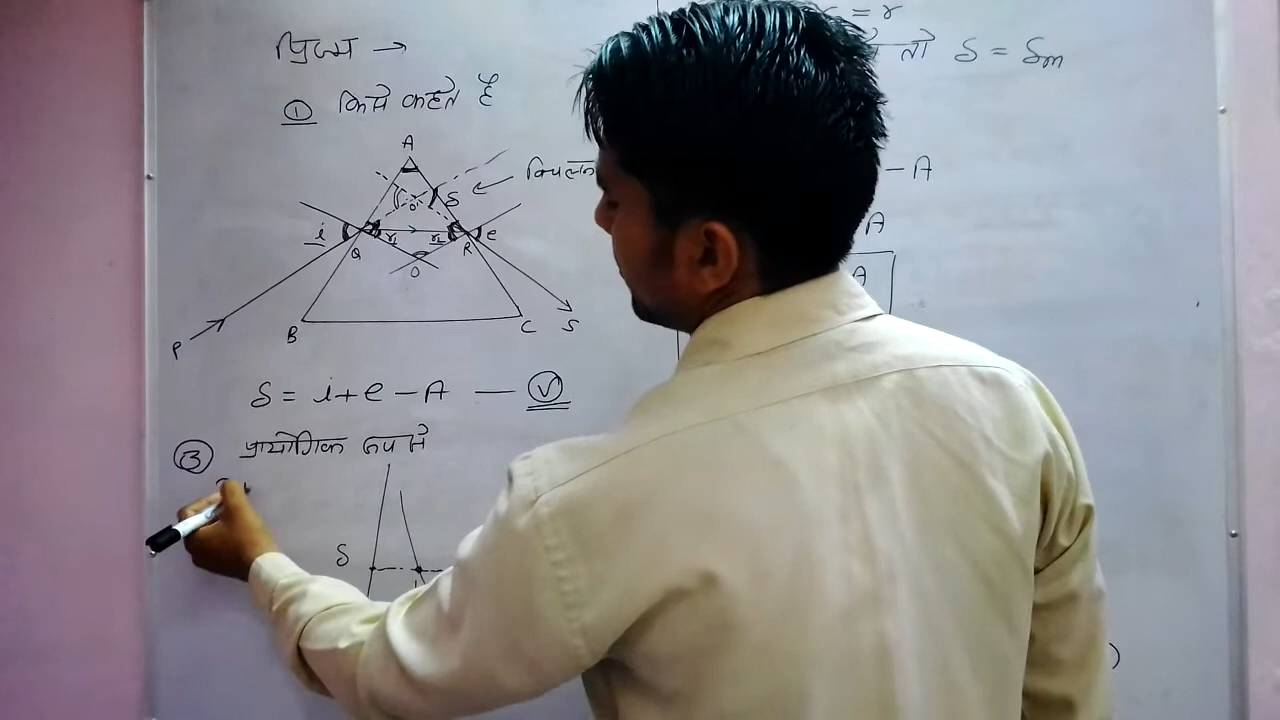 प्रिज्म →
① किसे कहते है
A
विचलन
δ
i
r₁
r₂
e
Q
O
R
P
B
C
S
δ = i + e − A — Ⓥ
③ प्रायोगिक रूप से
δ
= r
तो δ = δm
− A
A
A